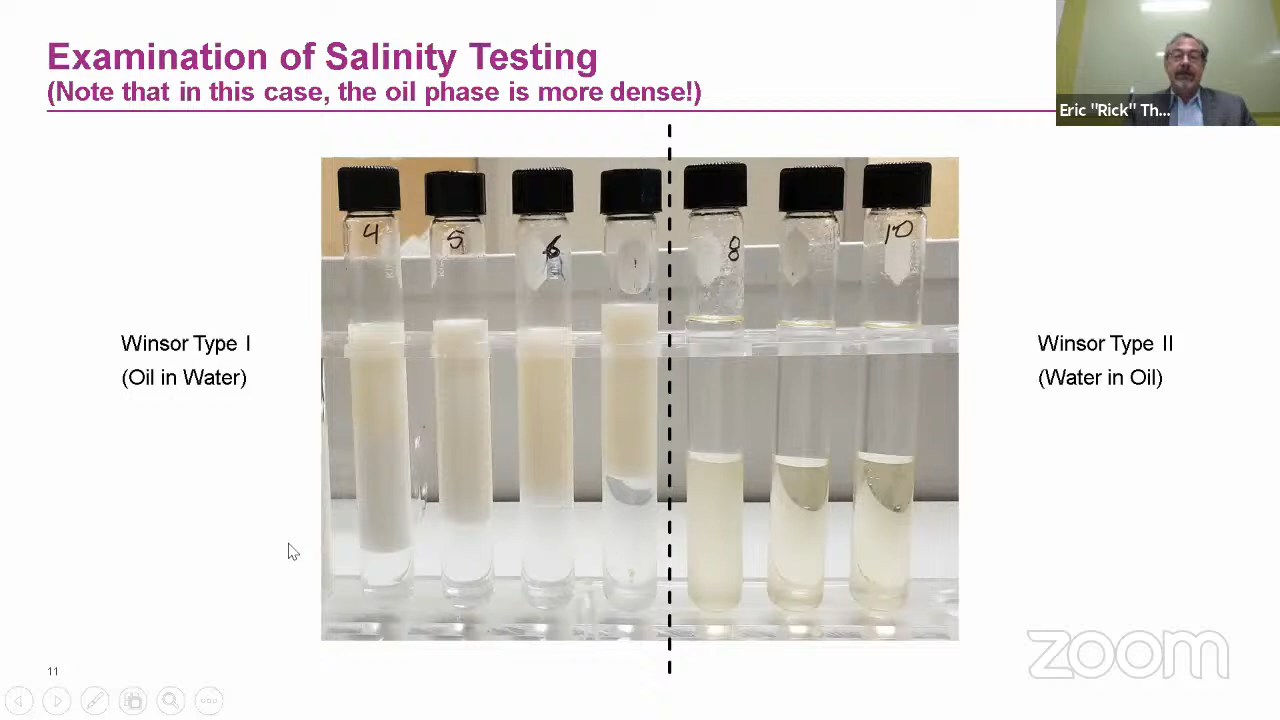 Examination of Salinity Testing
(Note that in this case, the oil phase is more dense!)
Eric "Rick" Th...
4
5
6
8
10
Winsor Type I
(Oil in Water)
Winsor Type II
(Water in Oil)
11
zoom